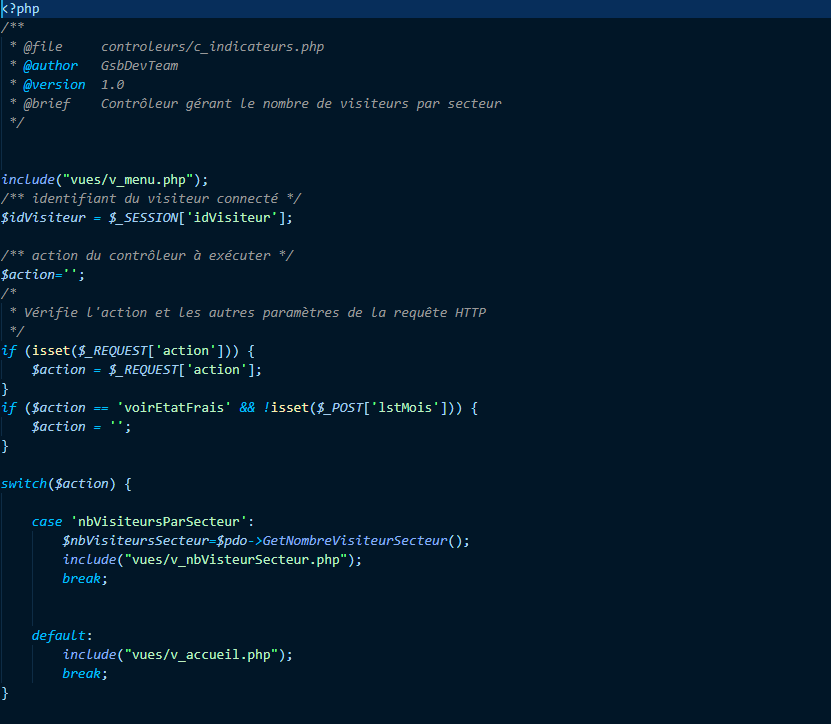 <?php
/**
 * @file     controleurs/c_indicateurs.php
 * @author   GsbDevTeam
 * @version  1.0
 * @brief    Contrôleur gérant le nombre de visiteurs par secteur
 */
include("vues/v_menu.php");
/** identifiant du visiteur connecté */
$idVisiteur = $_SESSION['idVisiteur'];
/** action du contrôleur à exécuter */
$action='';
/*
 * Vérifie l'action et les autres paramètres de la requête HTTP
 */
if (isset($_REQUEST['action'])) {
    $action = $_REQUEST['action'];
}
if ($action == 'voirEtatFrais' && !isset($_POST['lstMois'])) {
    $action = '';
}
switch($action) {
    case 'nbVisiteursParSecteur':
        $nbVisiteursSecteur=$pdo->GetNombreVisiteurSecteur();
        include("vues/v_nbVisteurSecteur.php");
        break;
    default:
        include("vues/v_accueil.php");
        break;
}